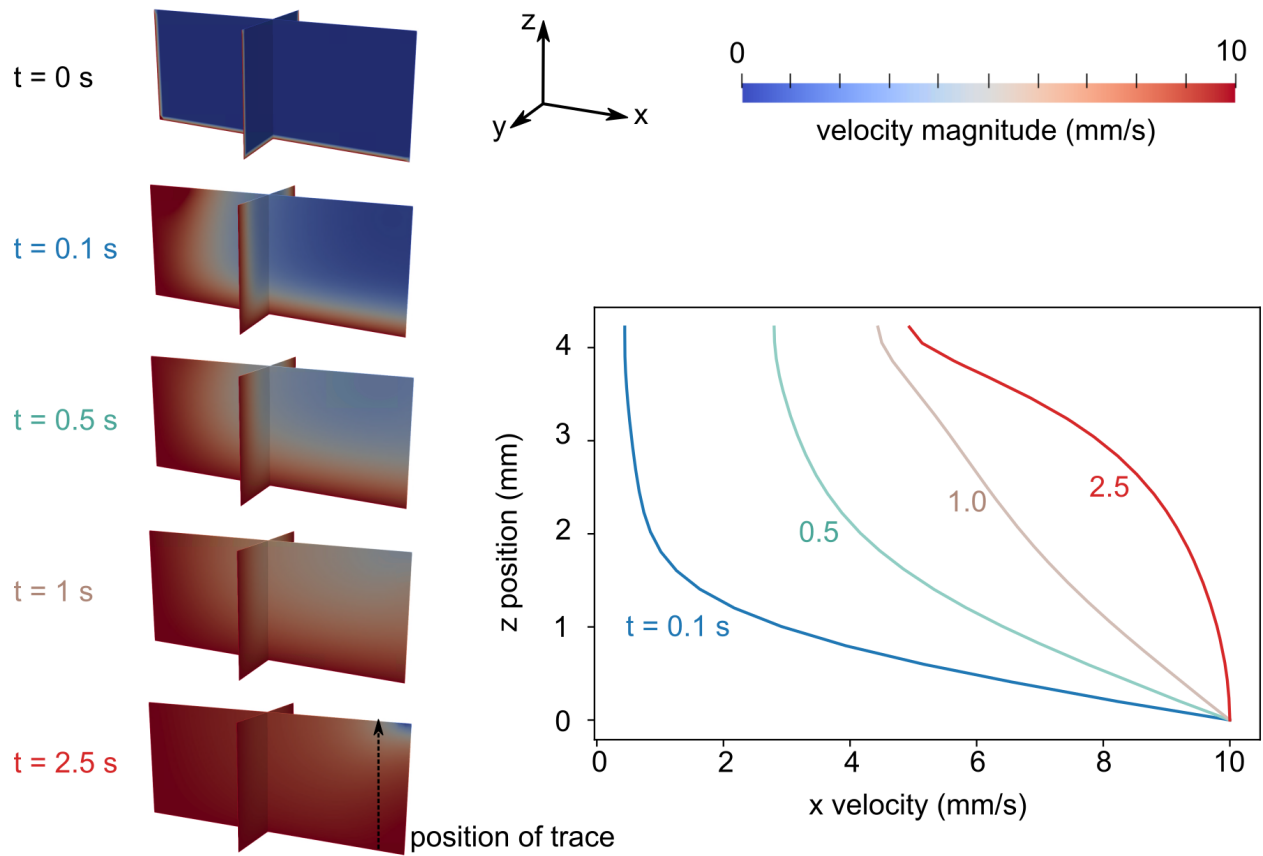 t = 0 s
t = 0.1 s
t = 0.5 s
t = 1 s
t = 2.5 s
position of trace
z
y
x
0
10
velocity magnitude (mm/s)
z position (mm)
4
3
2
1
0
t = 0.1 s
0.5
1.0
2.5
0 2 4 6 8 10
x velocity (mm/s)